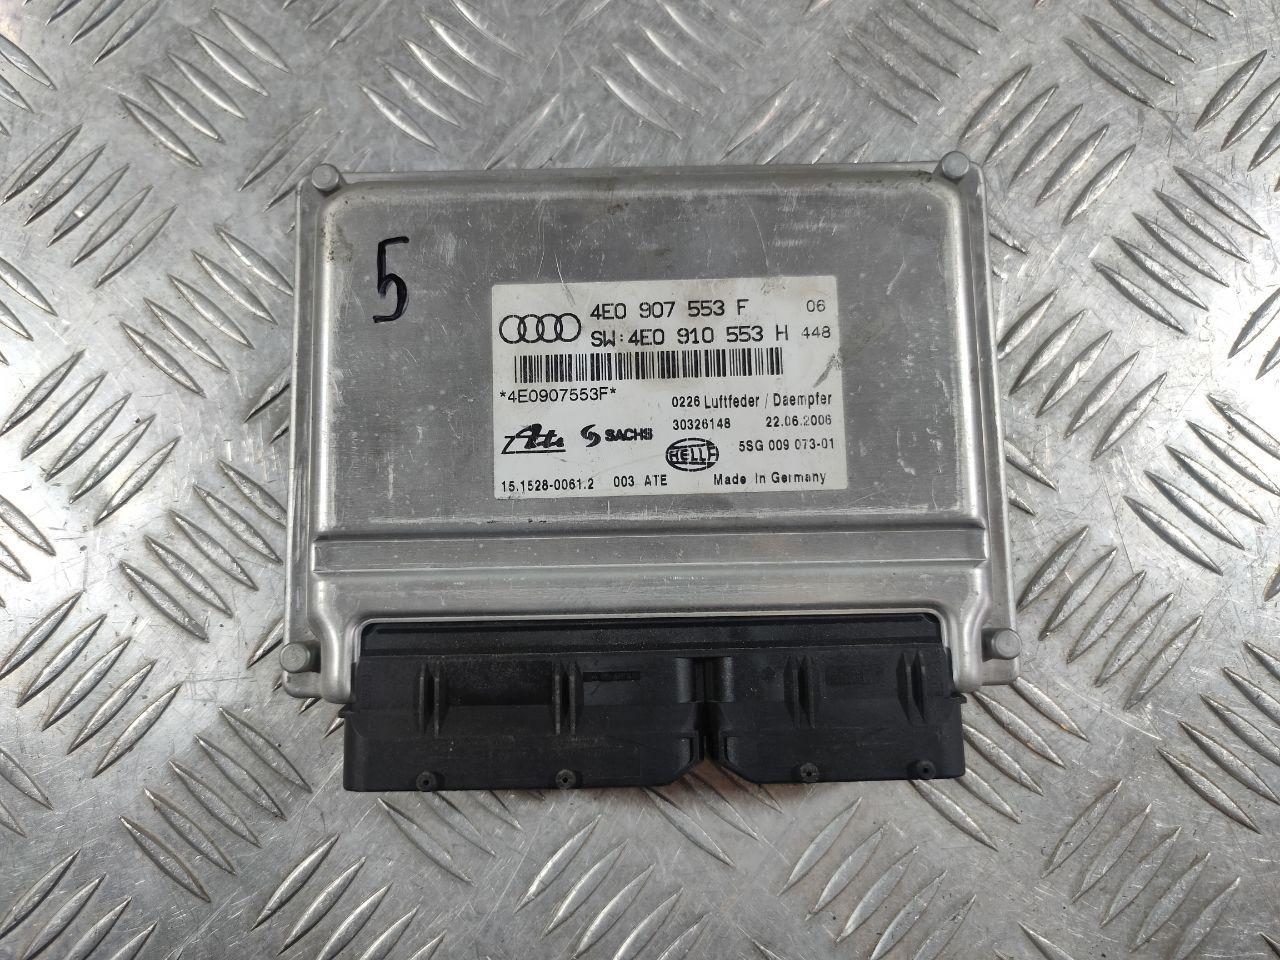 5
4E0 907 553 F 06
SW: 4E0 910 553 H 448
*4E0907553F*
0226 Luftfeder / Daempfer
30326148 22.06.2006
Ate SACHS HELLA 5SG 009 073-01
15.1528-0061.2 003 ATE Made In Germany